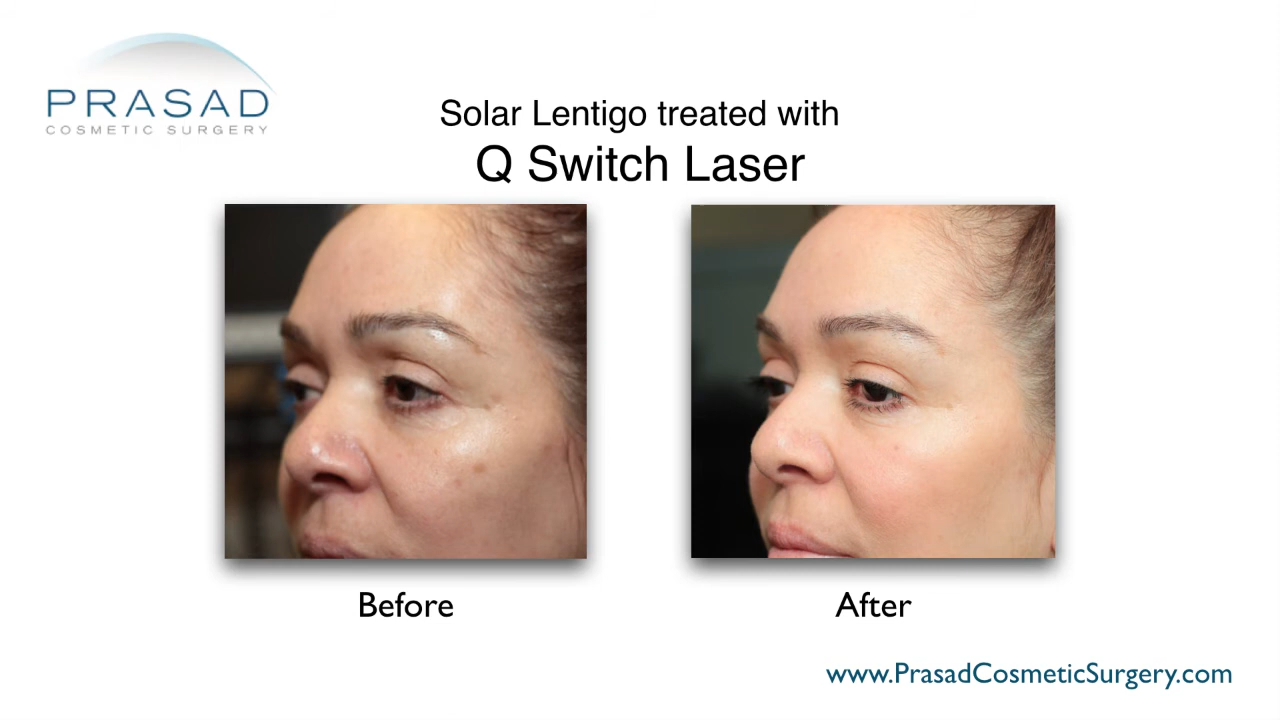 PRASAD
COSMETIC SURGERY
Solar Lentigo treated with
Q Switch Laser
Before
After
www.PrasadCosmeticSurgery.com